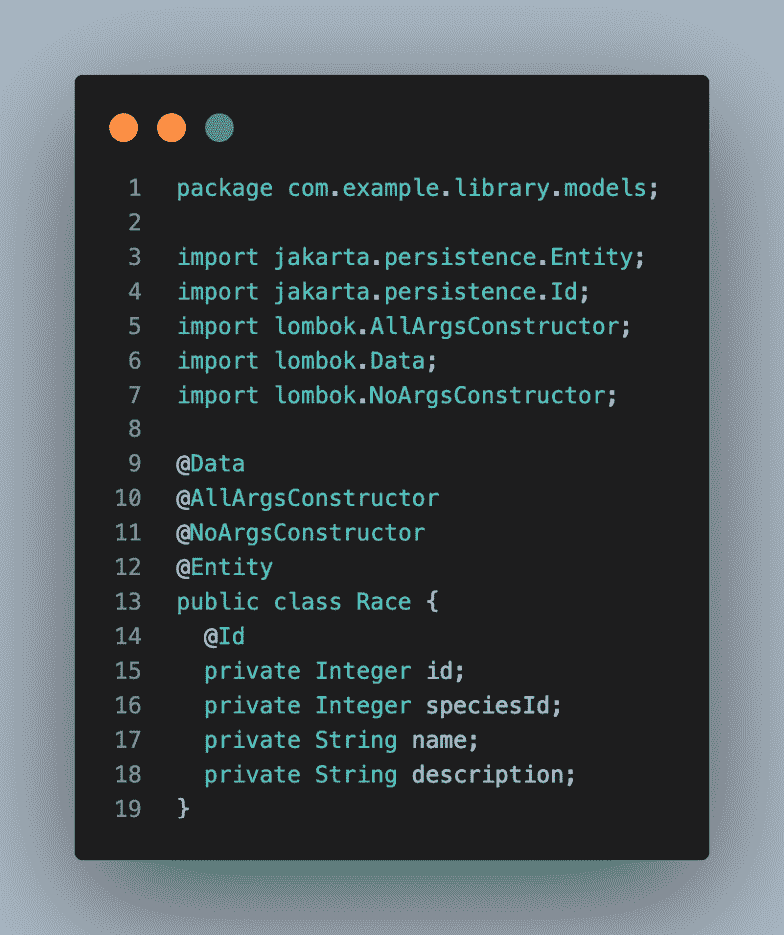 1 package com.example.library.models;
2
3 import jakarta.persistence.Entity;
4 import jakarta.persistence.Id;
5 import lombok.AllArgsConstructor;
6 import lombok.Data;
7 import lombok.NoArgsConstructor;
8
9 @Data
10 @AllArgsConstructor
11 @NoArgsConstructor
12 @Entity
13 public class Race {
14   @Id
15   private Integer id;
16   private Integer speciesId;
17   private String name;
18   private String description;
19 }